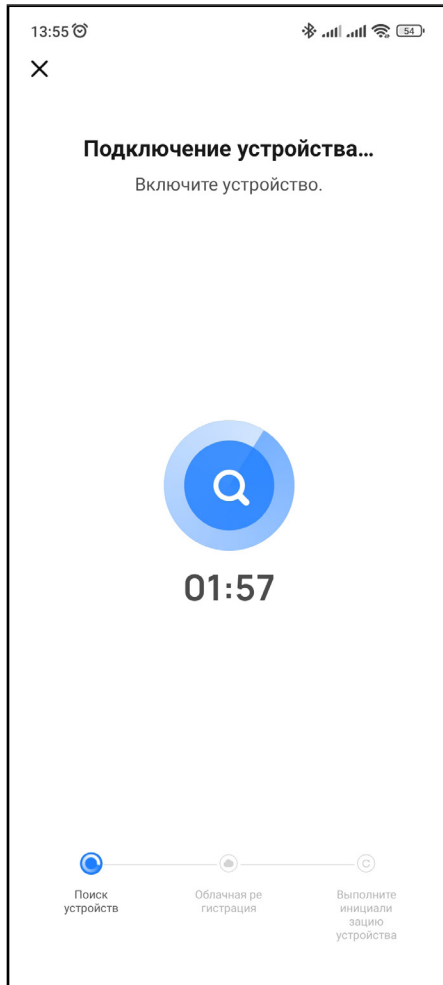 13:55
54
Подключение устройства...
Включите устройство.
01:57
Поиск
устройств
Облачная ре
гистрация
Выполните
инициали
зацию
устройства